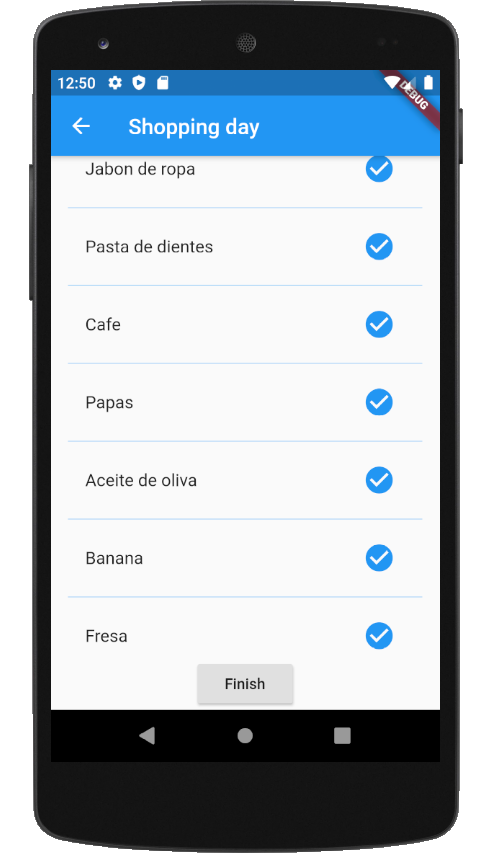 12:50
DEBUG
Shopping day
Jabon de ropa
Pasta de dientes
Cafe
Papas
Aceite de oliva
Banana
Fresa
Finish